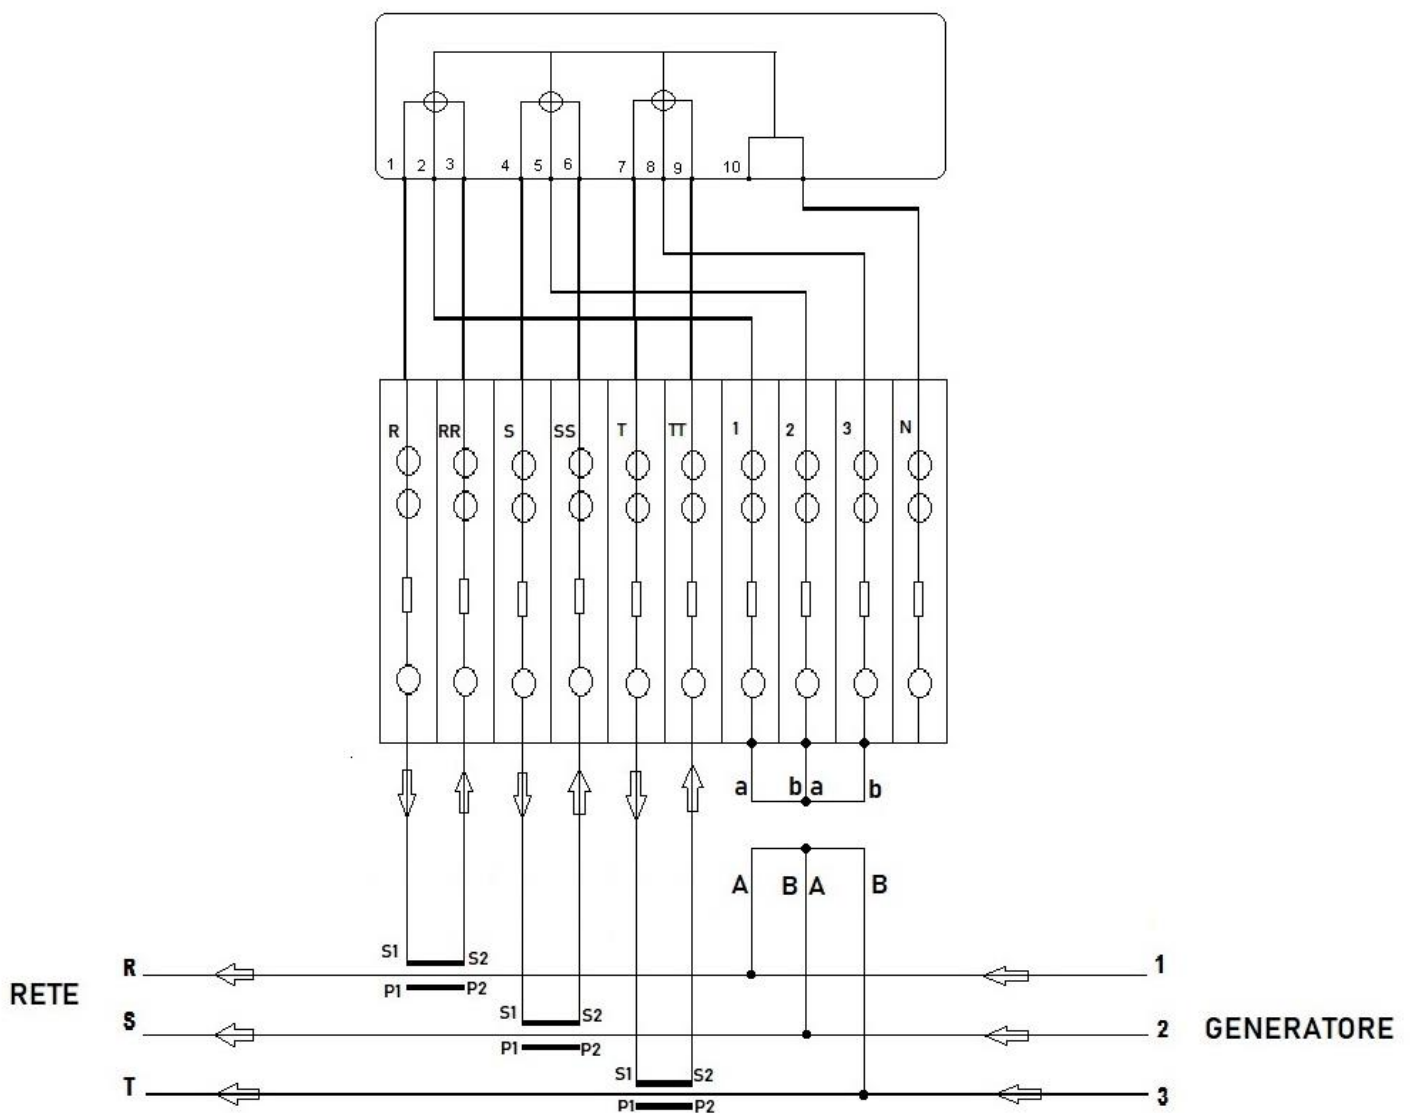 1 2 3 4 5 6 7 8 9 10
R RR S SS T TT 1 2 3 N
a b a b
A B A B
S1 S2
R 1
P1 P2
RETE
S1 S2
S 2 GENERATORE
P1 P2
S1 S2
T 3
P1 P2